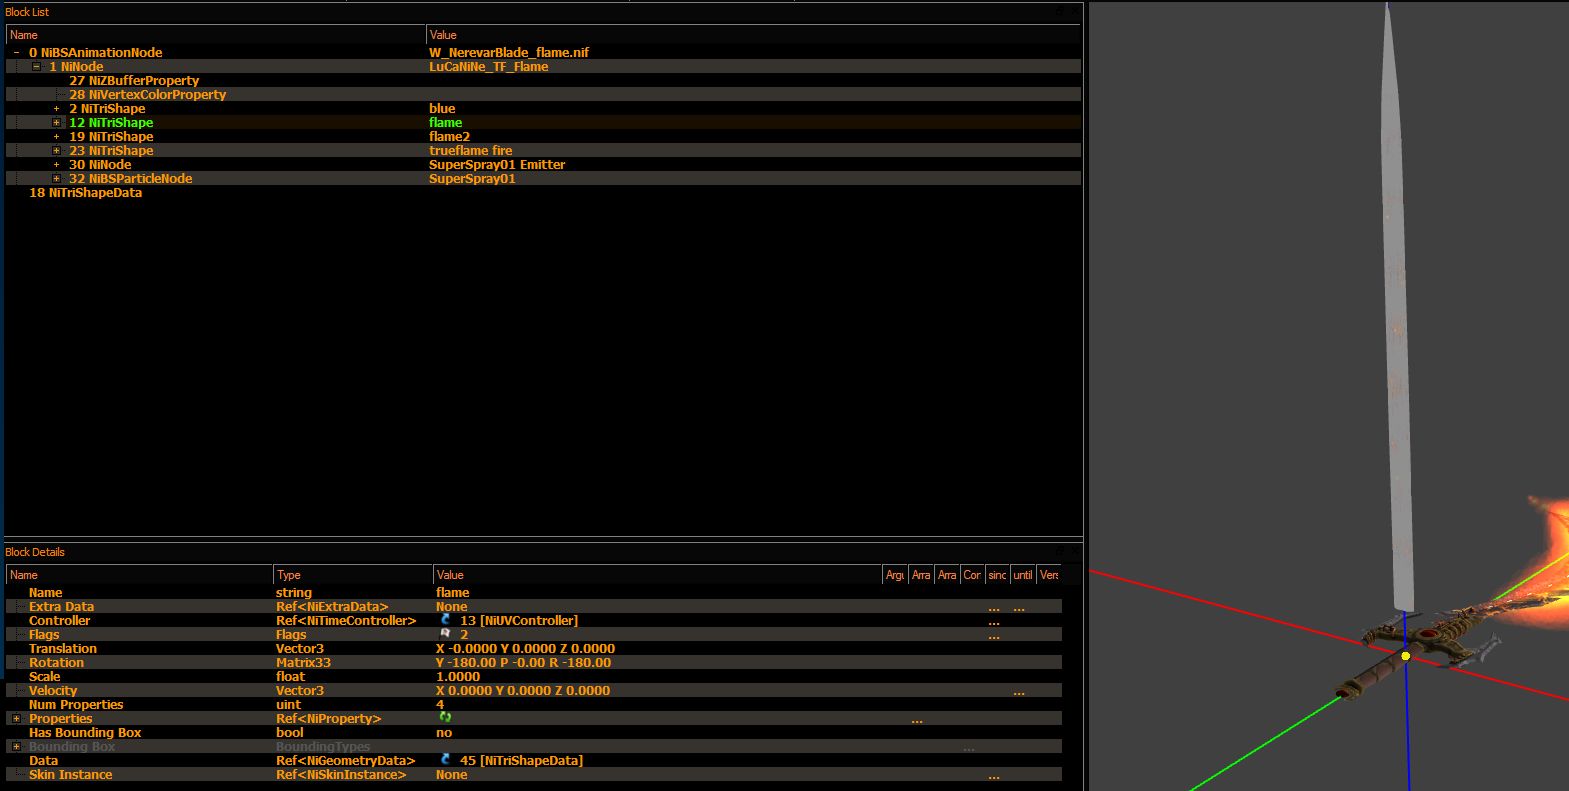 Block List
Name Value
- 0 NiBSAnimationNode W_NerevarBlade_flame.nif
1 NiNode LuCaNiNe_TF_Flame
27 NiZBufferProperty
28 NiVertexColorProperty
+ 2 NiTriShape blue
+ 12 NiTriShape flame
+ 19 NiTriShape flame2
+ 23 NiTriShape trueflame fire
+ 30 NiNode SuperSpray01 Emitter
+ 32 NiBSParticleNode SuperSpray01
18 NiTriShapeData
Block Details
Name Type Value Argu Arra Arra Cor sinc until Vers
Name string flame
Extra Data Ref<NiExtraData> None ... ...
Controller Ref<NiTimeController> 13 [NiUVController] ...
Flags Flags 2 ...
Translation Vector3 X -0.0000 Y 0.0000 Z 0.0000
Rotation Matrix33 Y -180.00 P -0.00 R -180.00
Scale float 1.0000
Velocity Vector3 X 0.0000 Y 0.0000 Z 0.0000 ...
Num Properties uint 4
Properties Ref<NiProperty> ...
Has Bounding Box bool no
Bounding Box BoundingTypes ...
Data Ref<NiGeometryData> 45 [NiTriShapeData]
Skin Instance Ref<NiSkinInstance> None ...